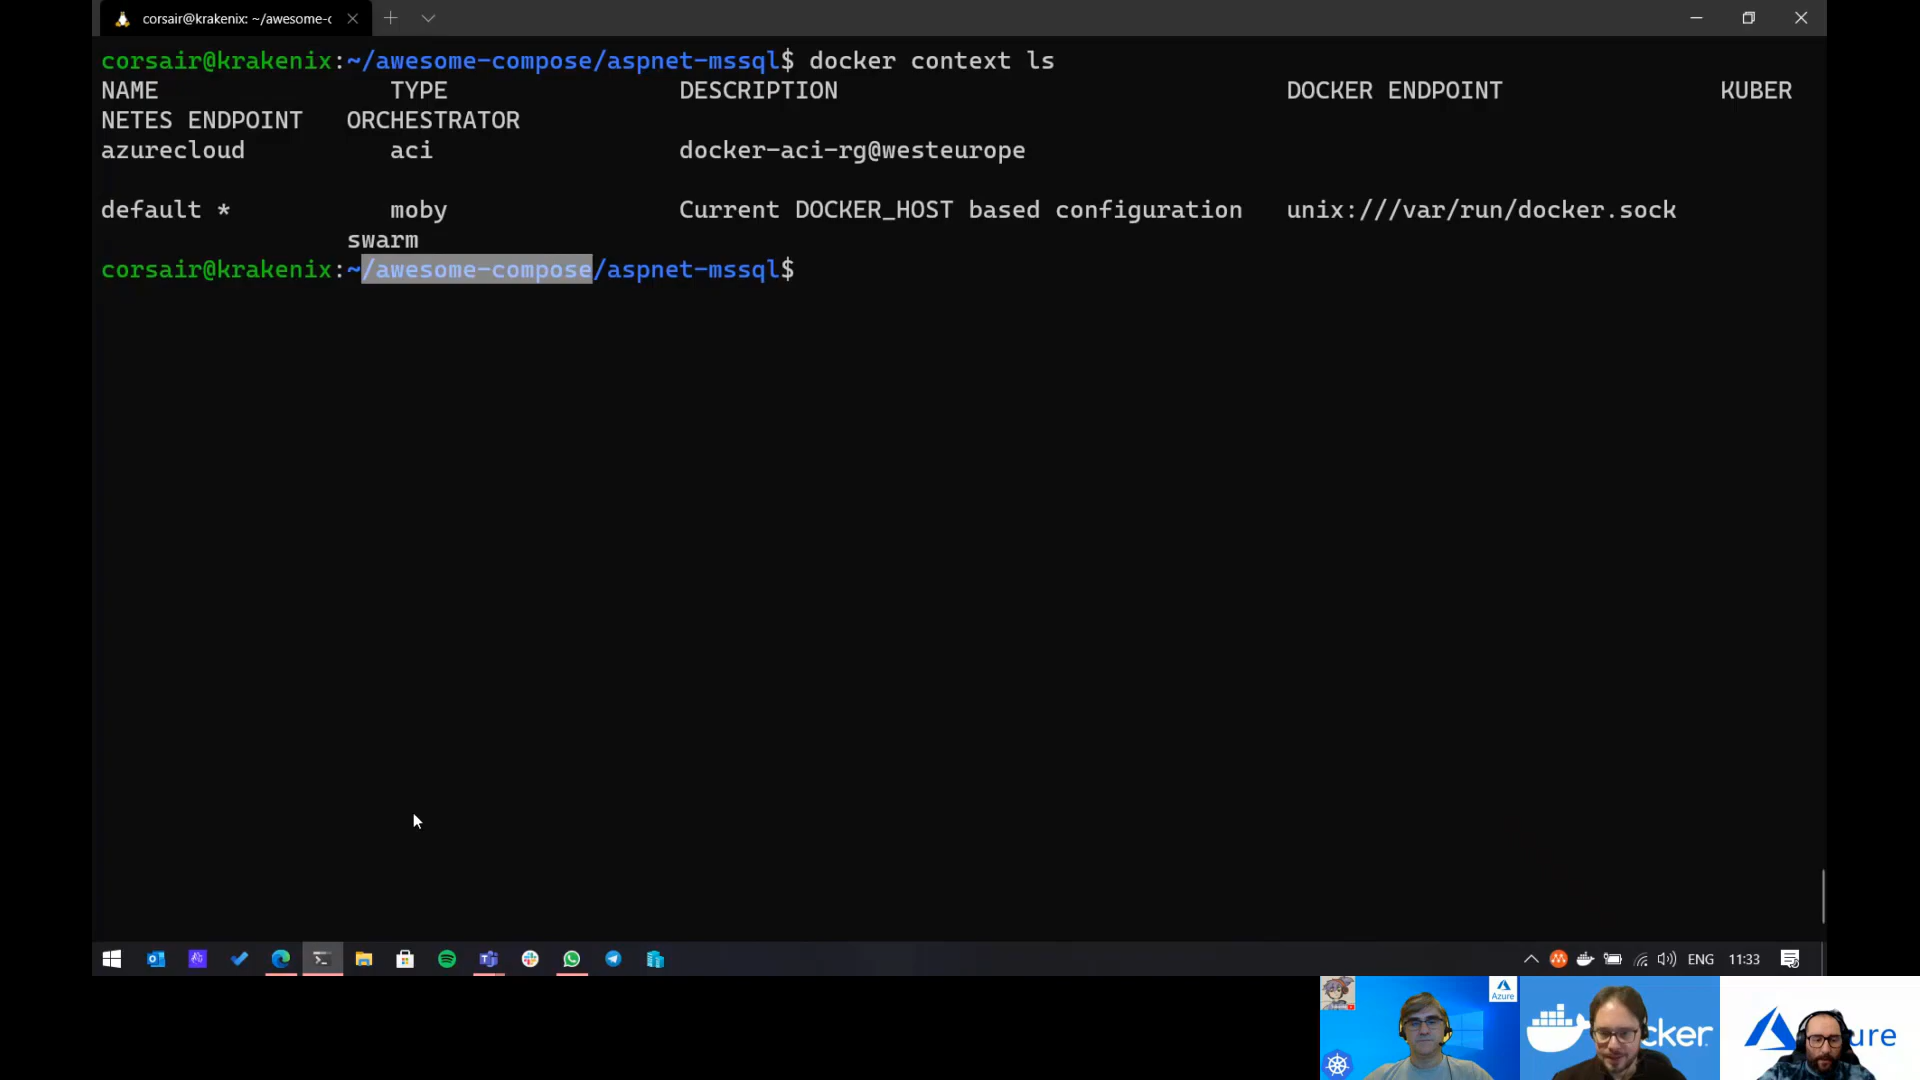 corsair@krakenix: ~/awesome-c
corsair@krakenix:~/awesome-compose/aspnet-mssql$ docker context ls
NAME TYPE DESCRIPTION DOCKER ENDPOINT KUBER
NETES ENDPOINT ORCHESTRATOR
azurecloud aci docker-aci-rg@westeurope
default * moby Current DOCKER_HOST based configuration unix:///var/run/docker.sock
swarm
corsair@krakenix:~/awesome-compose/aspnet-mssql$
ENG 11:33
Azure
cker
ure